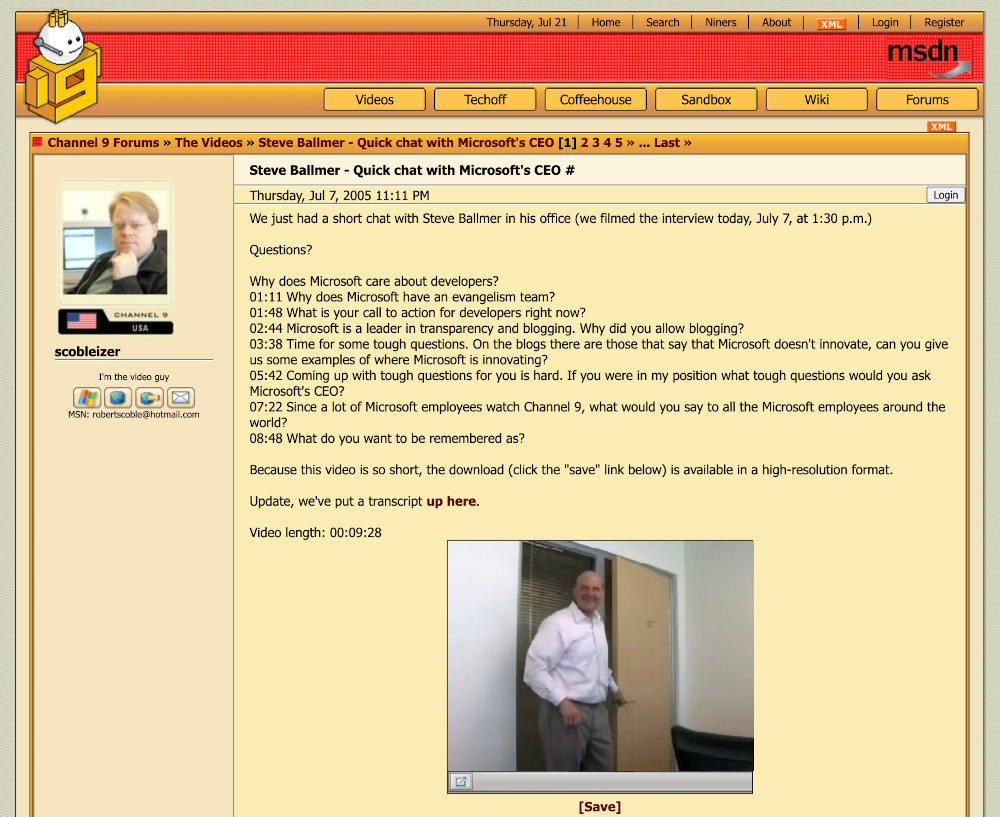 Thursday, Jul 21 | Home | Search | Niners | About | XML | Login | Register
9
msdn
Videos Techoff Coffeehouse Sandbox Wiki Forums
XML
Channel 9 Forums » The Videos » Steve Ballmer - Quick chat with Microsoft's CEO [1] 2 3 4 5 » ... Last »
Steve Ballmer - Quick chat with Microsoft's CEO #
Thursday, Jul 7, 2005 11:11 PM
Login
We just had a short chat with Steve Ballmer in his office (we filmed the interview today, July 7, at 1:30 p.m.)
Questions?
Why does Microsoft care about developers?
01:11 Why does Microsoft have an evangelism team?
01:48 What is your call to action for developers right now?
02:44 Microsoft is a leader in transparency and blogging. Why did you allow blogging?
03:38 Time for some tough questions. On the blogs there are those that say that Microsoft doesn't innovate, can you give
us some examples of where Microsoft is innovating?
05:42 Coming up with tough questions for you is hard. If you were in my position what tough questions would you ask
Microsoft's CEO?
07:22 Since a lot of Microsoft employees watch Channel 9, what would you say to all the Microsoft employees around the
world?
08:48 What do you want to be remembered as?
Because this video is so short, the download (click the "save" link below) is available in a high-resolution format.
Update, we've put a transcript up here.
Video length: 00:09:28
[Save]
CHANNEL 9
USA
scobleizer
I'm the video guy
MSN: robertscoble@hotmail.com